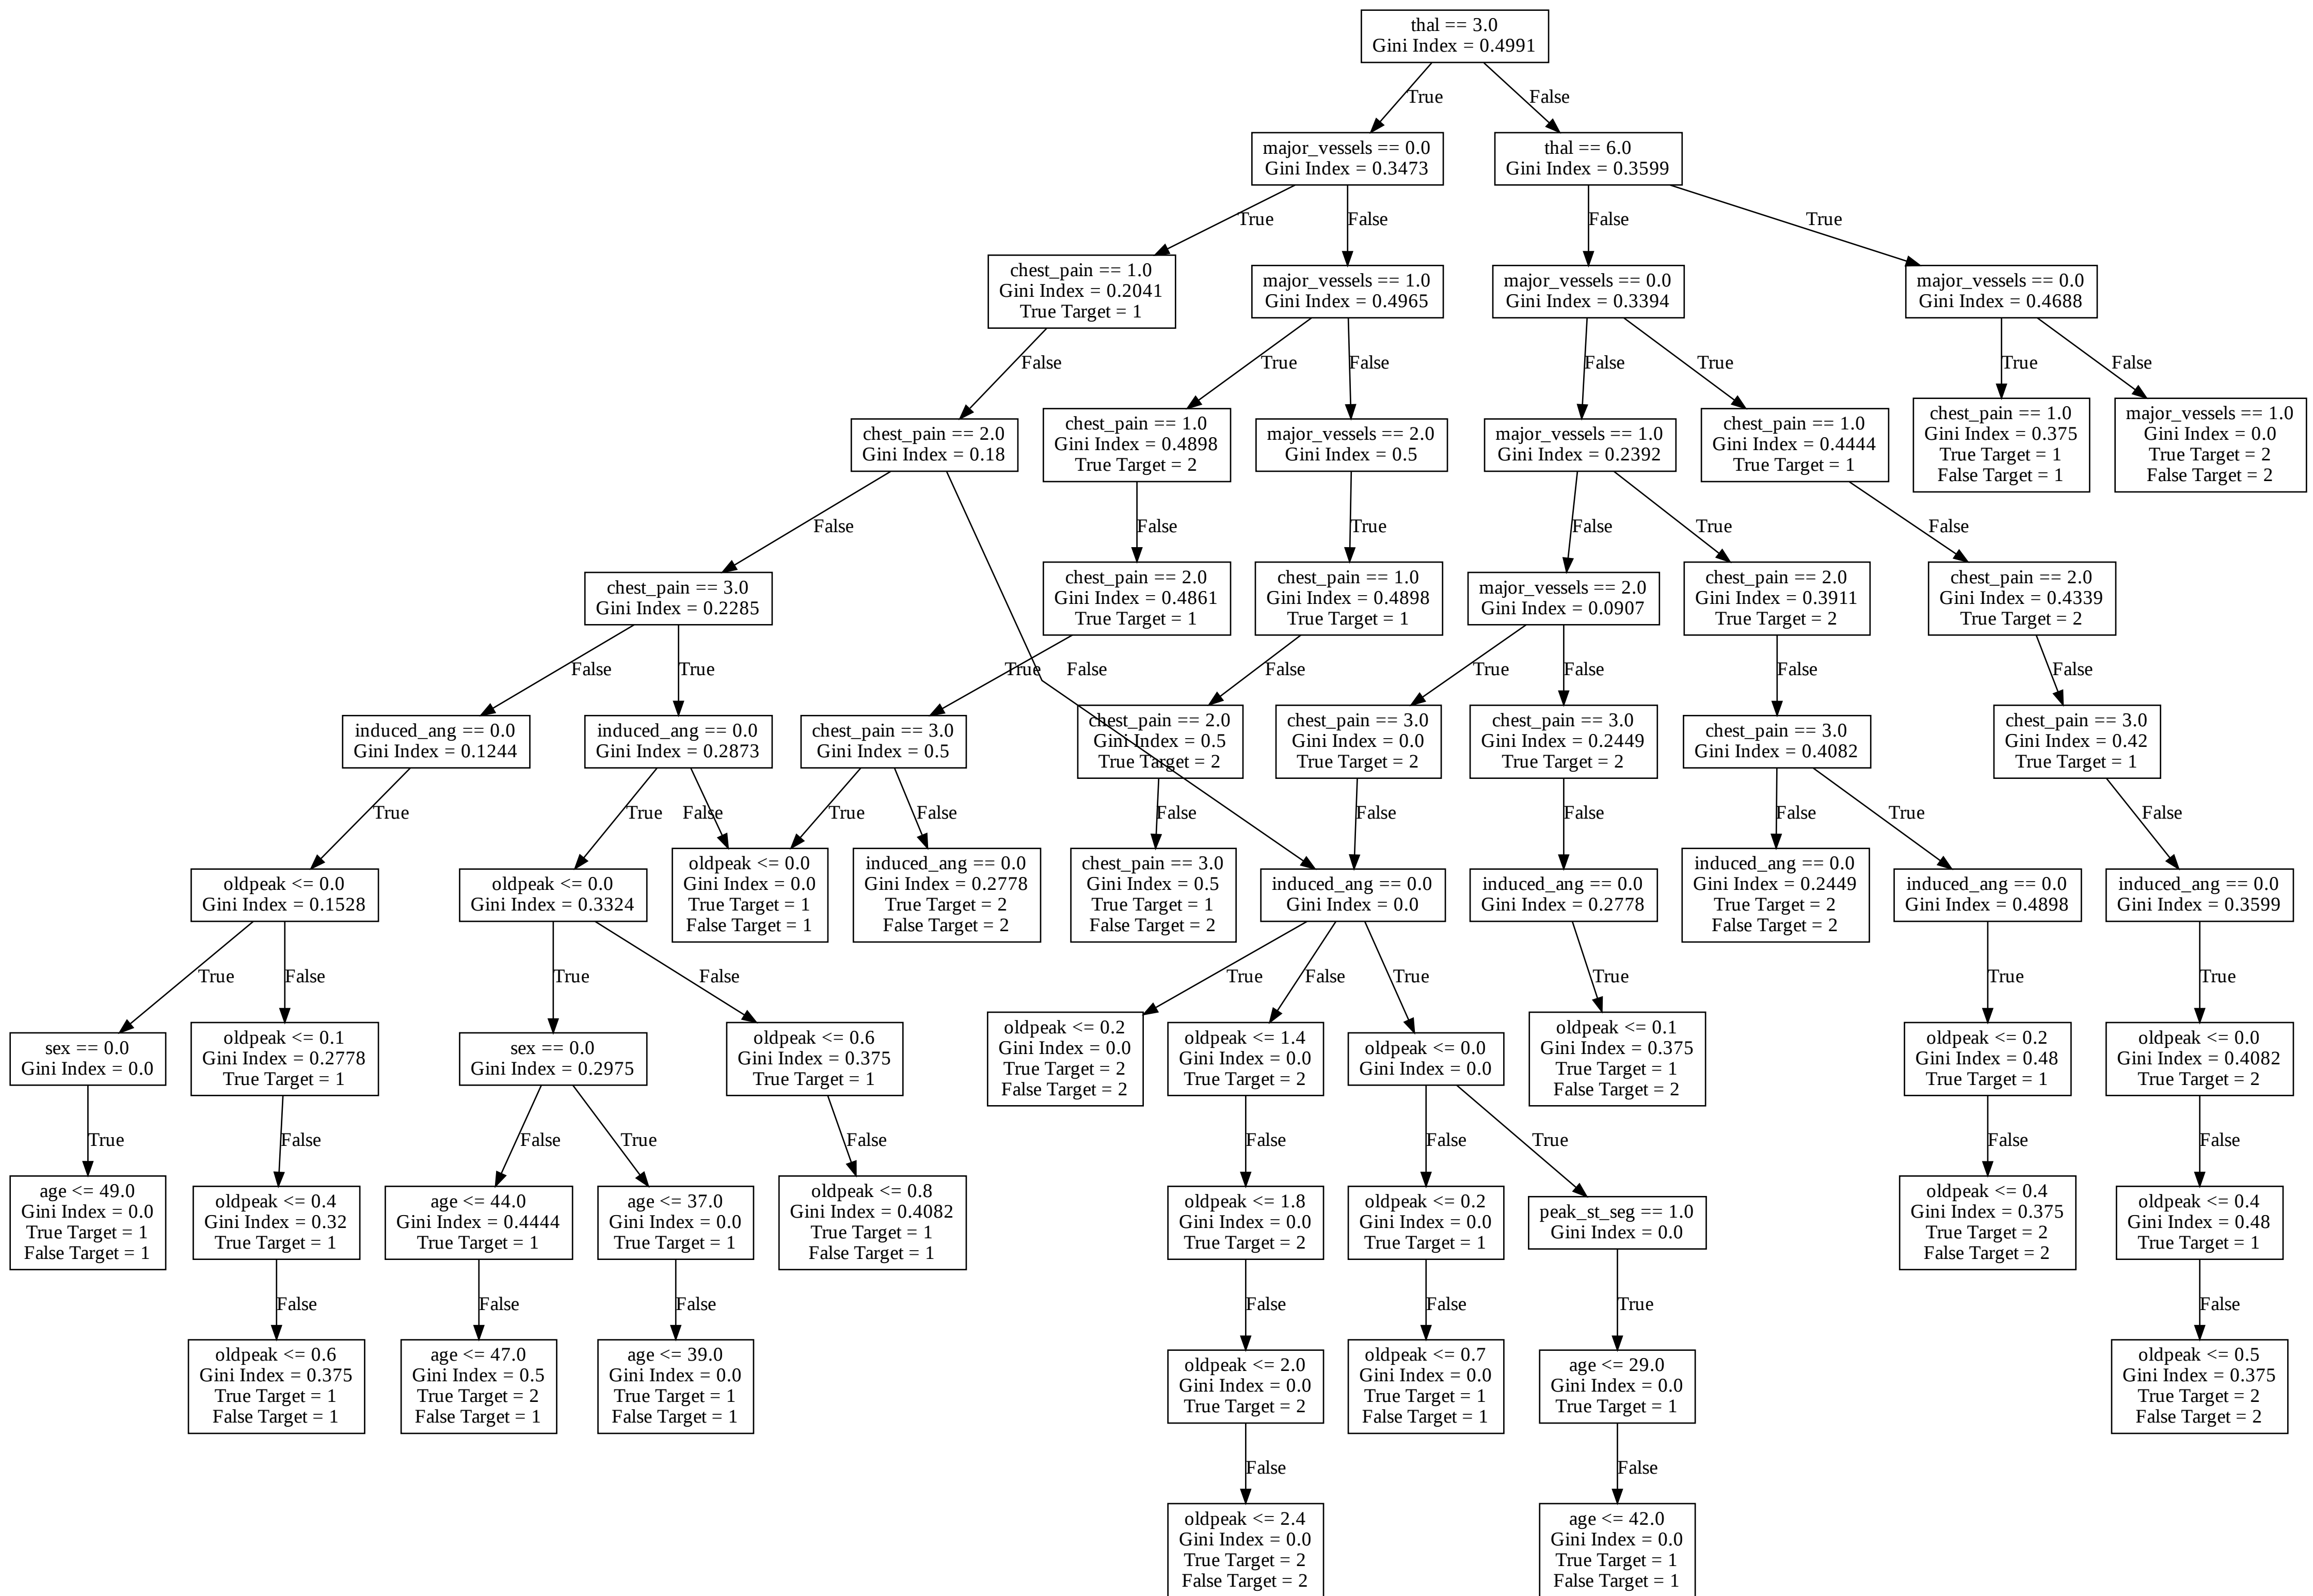 thal == 3.0
Gini Index = 0.4991
True
False
major_vessels == 0.0
Gini Index = 0.3473
thal == 6.0
Gini Index = 0.3599
True
False
False
True
chest_pain == 1.0
Gini Index = 0.2041
True Target = 1
major_vessels == 1.0
Gini Index = 0.4965
major_vessels == 0.0
Gini Index = 0.3394
major_vessels == 0.0
Gini Index = 0.4688
False
True
False
False
True
True
False
chest_pain == 2.0
Gini Index = 0.18
chest_pain == 1.0
Gini Index = 0.4898
True Target = 2
major_vessels == 2.0
Gini Index = 0.5
major_vessels == 1.0
Gini Index = 0.2392
chest_pain == 1.0
Gini Index = 0.4444
True Target = 1
chest_pain == 1.0
Gini Index = 0.375
True Target = 1
False Target = 1
major_vessels == 1.0
Gini Index = 0.0
True Target = 2
False Target = 2
False
False
True
False
True
False
chest_pain == 3.0
Gini Index = 0.2285
chest_pain == 2.0
Gini Index = 0.4861
True Target = 1
chest_pain == 1.0
Gini Index = 0.4898
True Target = 1
major_vessels == 2.0
Gini Index = 0.0907
chest_pain == 2.0
Gini Index = 0.3911
True Target = 2
chest_pain == 2.0
Gini Index = 0.4339
True Target = 2
False
True
True
False
False
True
False
False
False
induced_ang == 0.0
Gini Index = 0.1244
induced_ang == 0.0
Gini Index = 0.2873
chest_pain == 3.0
Gini Index = 0.5
chest_pain == 2.0
Gini Index = 0.5
True Target = 2
chest_pain == 3.0
Gini Index = 0.0
True Target = 2
chest_pain == 3.0
Gini Index = 0.2449
True Target = 2
chest_pain == 3.0
Gini Index = 0.4082
chest_pain == 3.0
Gini Index = 0.42
True Target = 1
True
True
False
True
False
False
False
False
False
True
False
oldpeak <= 0.0
Gini Index = 0.1528
oldpeak <= 0.0
Gini Index = 0.3324
oldpeak <= 0.0
Gini Index = 0.0
True Target = 1
False Target = 1
induced_ang == 0.0
Gini Index = 0.2778
True Target = 2
False Target = 2
chest_pain == 3.0
Gini Index = 0.5
True Target = 1
False Target = 2
induced_ang == 0.0
Gini Index = 0.0
induced_ang == 0.0
Gini Index = 0.2778
induced_ang == 0.0
Gini Index = 0.2449
True Target = 2
False Target = 2
induced_ang == 0.0
Gini Index = 0.4898
induced_ang == 0.0
Gini Index = 0.3599
True
False
True
False
True
False
True
True
True
True
sex == 0.0
Gini Index = 0.0
oldpeak <= 0.1
Gini Index = 0.2778
True Target = 1
sex == 0.0
Gini Index = 0.2975
oldpeak <= 0.6
Gini Index = 0.375
True Target = 1
oldpeak <= 0.2
Gini Index = 0.0
True Target = 2
False Target = 2
oldpeak <= 1.4
Gini Index = 0.0
True Target = 2
oldpeak <= 0.0
Gini Index = 0.0
oldpeak <= 0.1
Gini Index = 0.375
True Target = 1
False Target = 2
oldpeak <= 0.2
Gini Index = 0.48
True Target = 1
oldpeak <= 0.0
Gini Index = 0.4082
True Target = 2
True
False
False
True
False
False
False
True
False
False
age <= 49.0
Gini Index = 0.0
True Target = 1
False Target = 1
oldpeak <= 0.4
Gini Index = 0.32
True Target = 1
age <= 44.0
Gini Index = 0.4444
True Target = 1
age <= 37.0
Gini Index = 0.0
True Target = 1
oldpeak <= 0.8
Gini Index = 0.4082
True Target = 1
False Target = 1
oldpeak <= 1.8
Gini Index = 0.0
True Target = 2
oldpeak <= 0.2
Gini Index = 0.0
True Target = 1
peak_st_seg == 1.0
Gini Index = 0.0
oldpeak <= 0.4
Gini Index = 0.375
True Target = 2
False Target = 2
oldpeak <= 0.4
Gini Index = 0.48
True Target = 1
False
False
False
False
False
True
False
oldpeak <= 0.6
Gini Index = 0.375
True Target = 1
False Target = 1
age <= 47.0
Gini Index = 0.5
True Target = 2
False Target = 1
age <= 39.0
Gini Index = 0.0
True Target = 1
False Target = 1
oldpeak <= 2.0
Gini Index = 0.0
True Target = 2
oldpeak <= 0.7
Gini Index = 0.0
True Target = 1
False Target = 1
age <= 29.0
Gini Index = 0.0
True Target = 1
oldpeak <= 0.5
Gini Index = 0.375
True Target = 2
False Target = 2
False
False
oldpeak <= 2.4
Gini Index = 0.0
True Target = 2
False Target = 2
age <= 42.0
Gini Index = 0.0
True Target = 1
False Target = 1